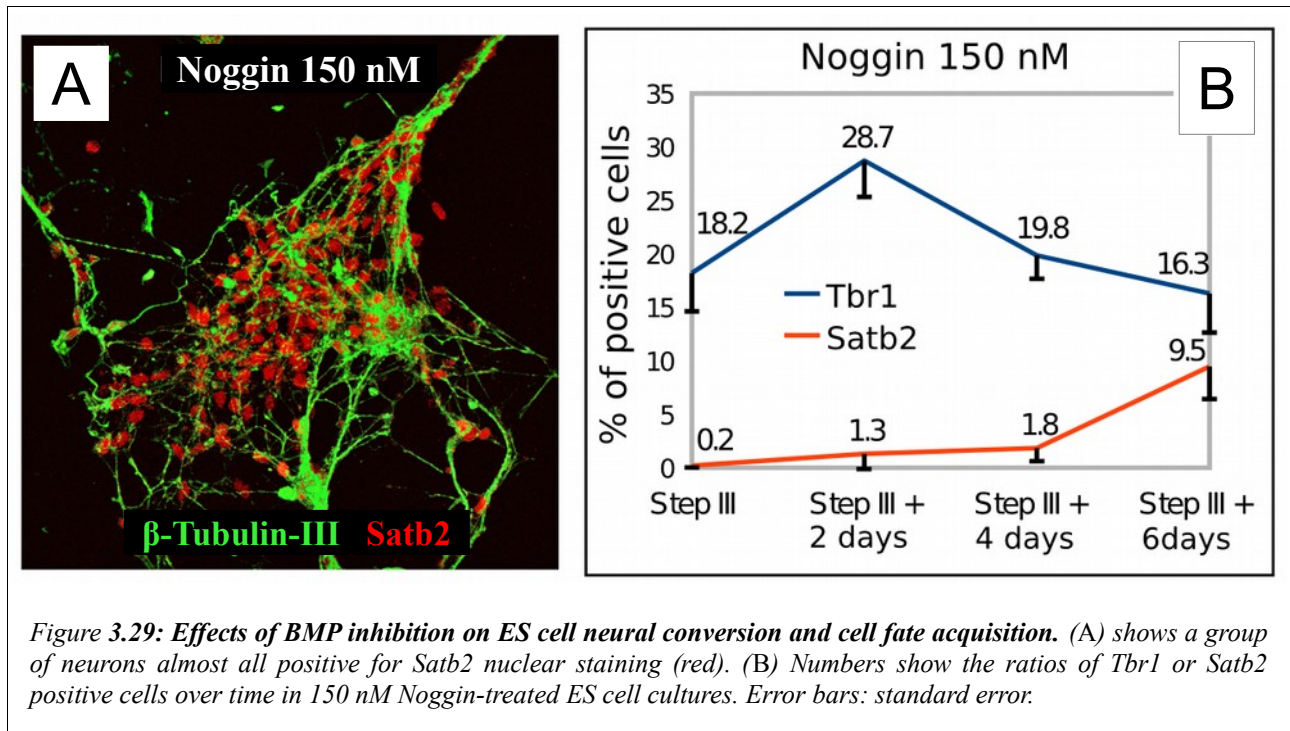 A
Noggin 150 nM
β-Tubulin-III Satb2
B
Noggin 150 nM
% of positive cells
35
30
25
20
15
10
5
0
18.2
28.7
19.8
16.3
Tbr1
Satb2
0.2
1.3
1.8
9.5
Step III
Step III +
2 days
Step III +
4 days
Step III +
6days
Figure 3.29: Effects of BMP inhibition on ES cell neural conversion and cell fate acquisition. (A) shows a group
of neurons almost all positive for Satb2 nuclear staining (red). (B) Numbers show the ratios of Tbr1 or Satb2
positive cells over time in 150 nM Noggin-treated ES cell cultures. Error bars: standard error.